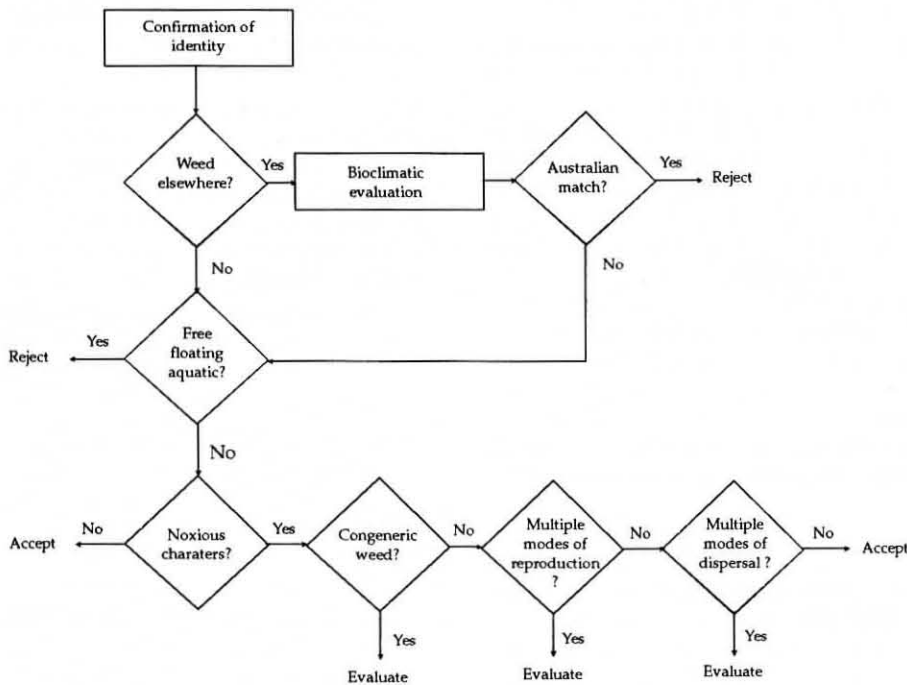 Confirmation of
identity
Weed
elsewhere?
Yes
Bioclimatic
evaluation
Australian
match?
Yes
Reject
No
No
Free
floating
aquatic?
Yes
Reject
No
Noxious
charaters?
No
Accept
Yes
Congeneric
weed?
No
Multiple
modes of
reproduction
?
No
Multiple
modes of
dispersal ?
No
Accept
Yes
Yes
Yes
Evaluate
Evaluate
Evaluate